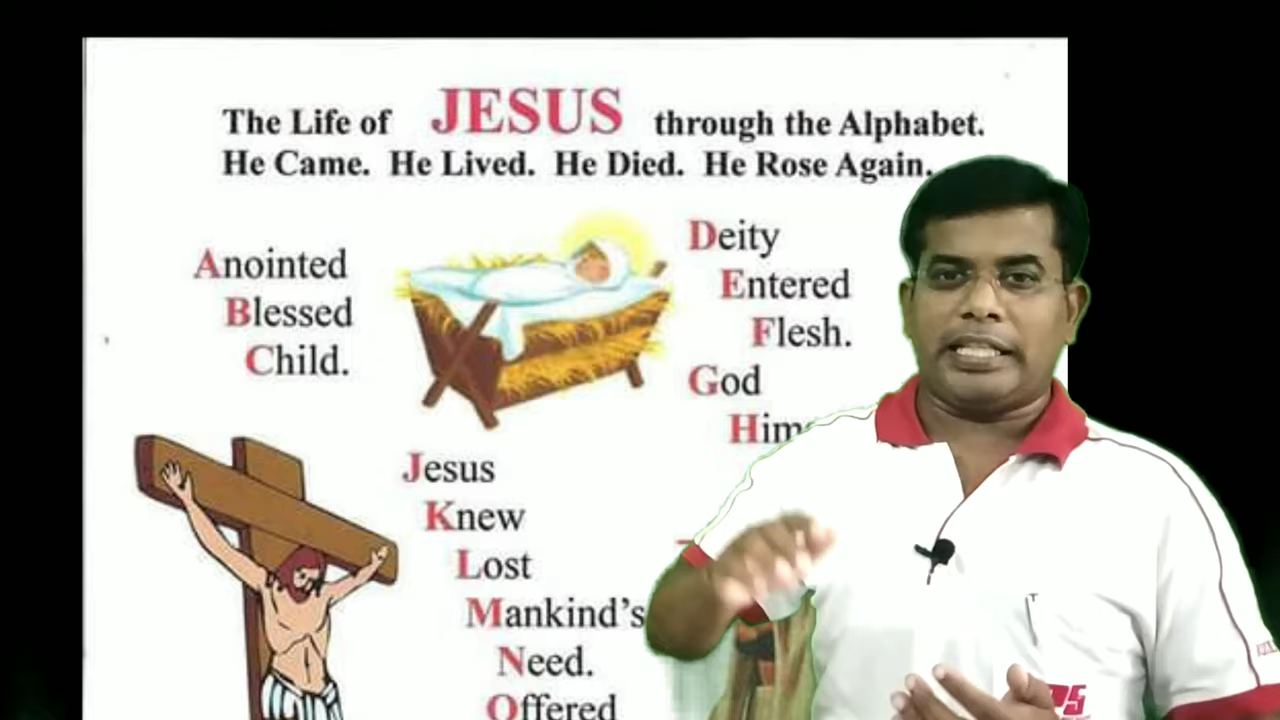 The Life of JESUS through the Alphabet.
He Came. He Lived. He Died. He Rose Again.
Anointed
Blessed
Child.
Deity
Entered
Flesh.
God
Him
Jesus
Knew
Lost
Mankind's
Need.
Offered